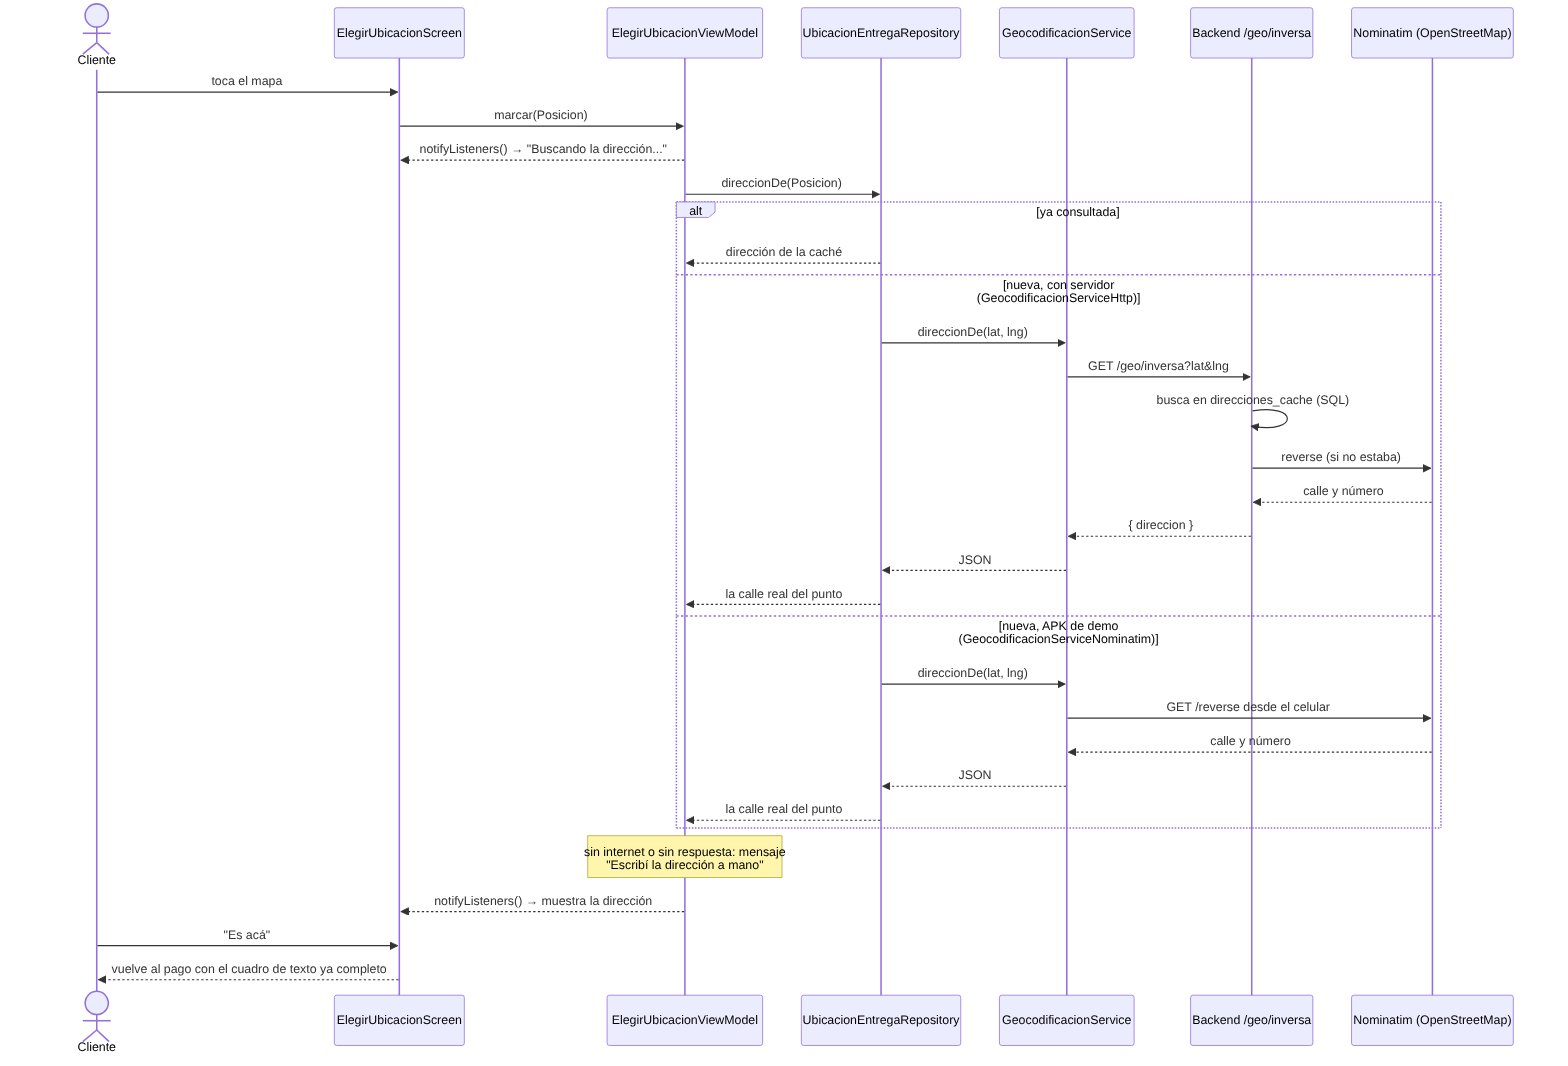 Cliente
ElegirUbicacionScreen
ElegirUbicacionViewModel
UbicacionEntregaRepository
GeocodificacionService
Backend /geo/inversa
Nominatim (OpenStreetMap)
toca el mapa
marcar(Posicion)
notifyListeners() → "Buscando la dirección..."
direccionDe(Posicion)
alt
[ya consultada]
dirección de la caché
[nueva, con servidor
(GeocodificacionServiceHttp)]
direccionDe(lat, lng)
GET /geo/inversa?lat&lng
busca en direcciones_cache (SQL)
reverse (si no estaba)
calle y número
{ direccion }
JSON
la calle real del punto
[nueva, APK de demo
(GeocodificacionServiceNominatim)]
direccionDe(lat, lng)
GET /reverse desde el celular
calle y número
JSON
la calle real del punto
sin internet o sin respuesta: mensaje
"Escribí la dirección a mano"
notifyListeners() → muestra la dirección
"Es acá"
vuelve al pago con el cuadro de texto ya completo
Cliente
ElegirUbicacionScreen
ElegirUbicacionViewModel
UbicacionEntregaRepository
GeocodificacionService
Backend /geo/inversa
Nominatim (OpenStreetMap)